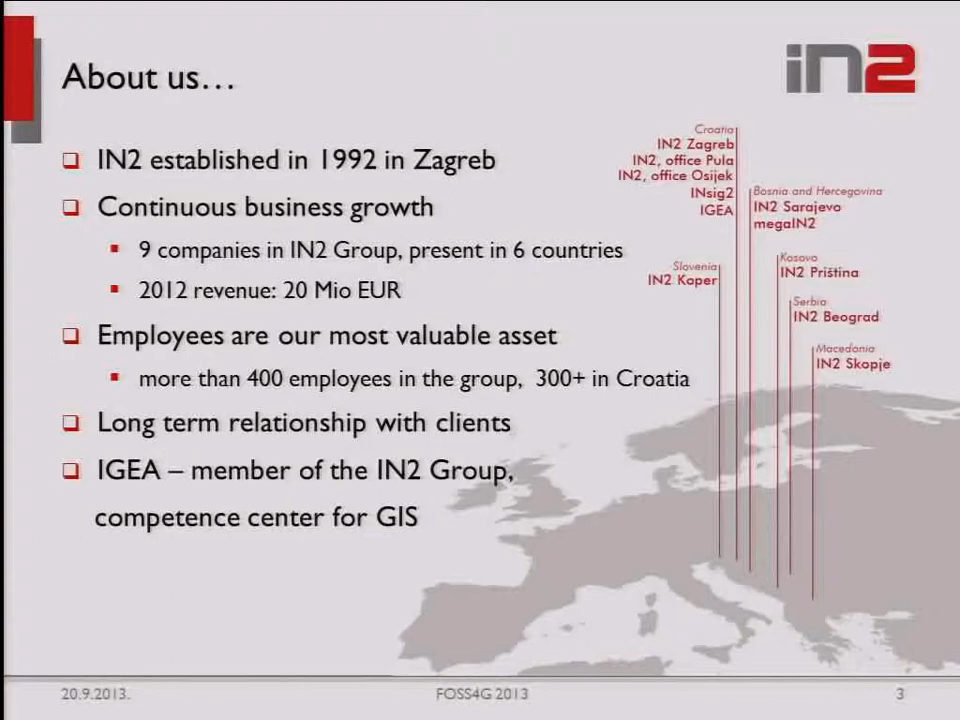 About us…
in2
IN2 established in 1992 in Zagreb
Continuous business growth
9 companies in IN2 Group, present in 6 countries
2012 revenue: 20 Mio EUR
Employees are our most valuable asset
more than 400 employees in the group, 300+ in Croatia
Long term relationship with clients
IGEA – member of the IN2 Group,
competence center for GIS
Croatia
IN2 Zagreb
IN2, office Pula
IN2, office Osijek
INsig2
IGEA
Bosnia and Hercegovina
IN2 Sarajevo
megaIN2
Slovenia
IN2 Koper
Kosovo
IN2 Priština
Serbia
IN2 Beograd
Macedonia
IN2 Skopje
20.9.2013.
FOSS4G 2013
3